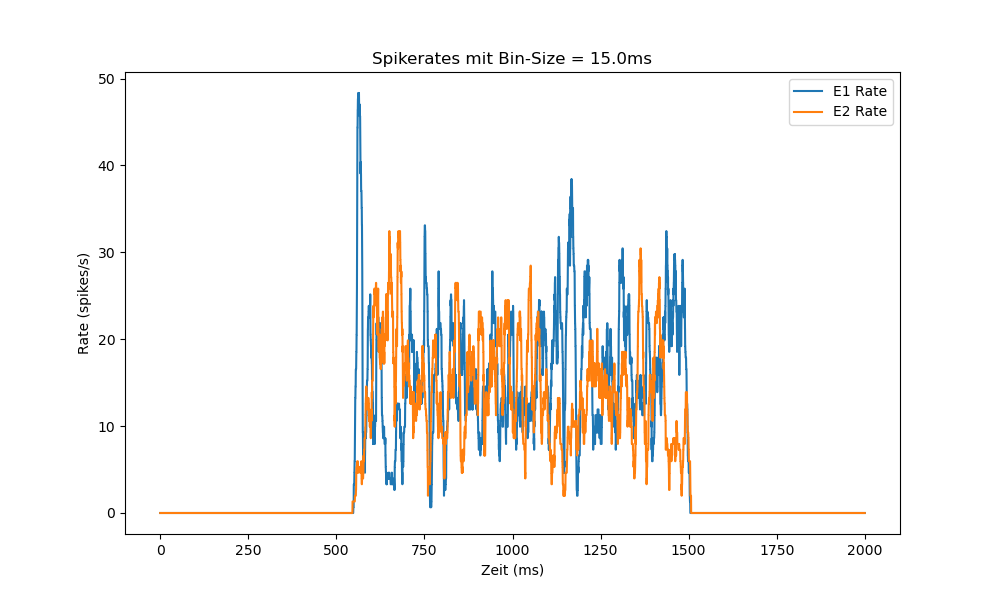 Spikerates mit Bin-Size = 15.0ms
E1 Rate
E2 Rate
50
40
30
20
10
0
Rate (spikes/s)
0 250 500 750 1000 1250 1500 1750 2000
Zeit (ms)